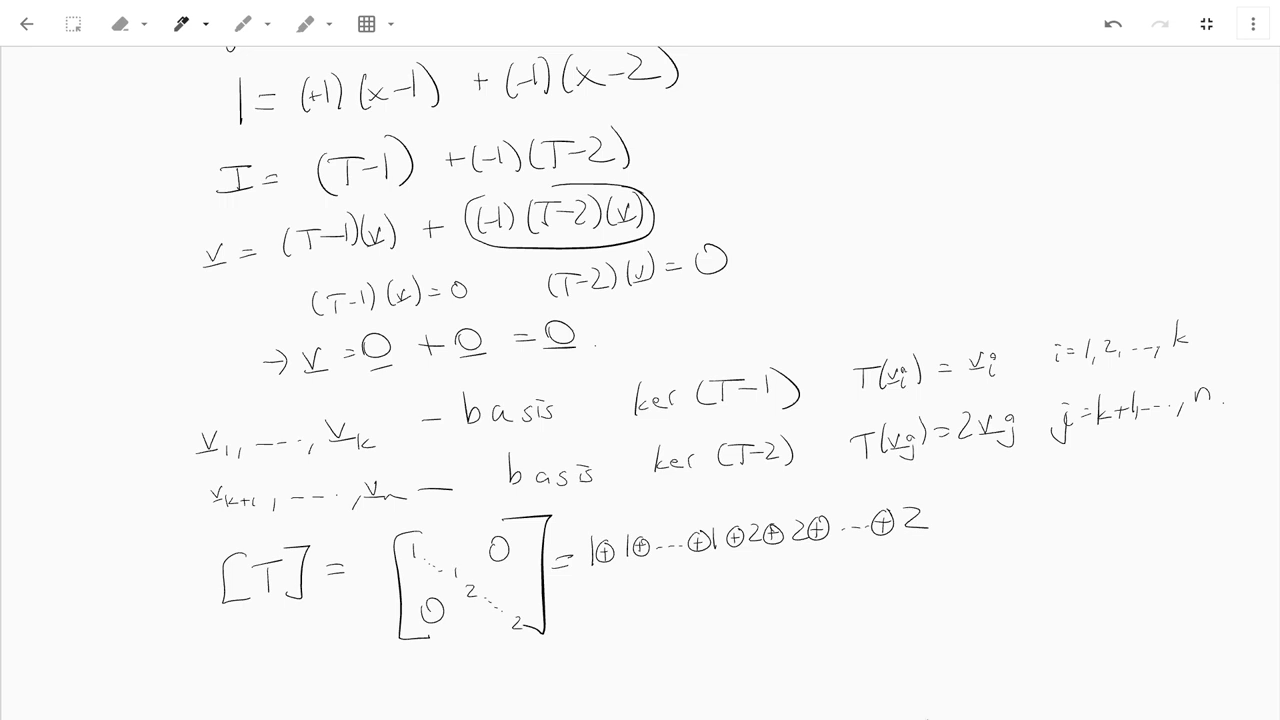 1 = (+1)(x-1) + (-1)(x-2)
I = (T-1) + (-1)(T-2)
v = (T-1)(v) + (-1)(T-2)(v)
(T-1)(v) = 0 (T-2)(v) = 0
→ v = 0 + 0 = 0.
v₁, ..., vₖ - basis ker (T-1) T(vᵢ) = vᵢ i = 1, 2, ..., k
vₖ₊₁, ..., vₙ - basis ker (T-2) T(vⱼ) = 2vⱼ j = k+1, ..., n.
[T] = [1 ⋱ 1 2 ⋱ 2 0 0] = 1⊕1⊕...⊕1⊕2⊕2⊕...⊕2